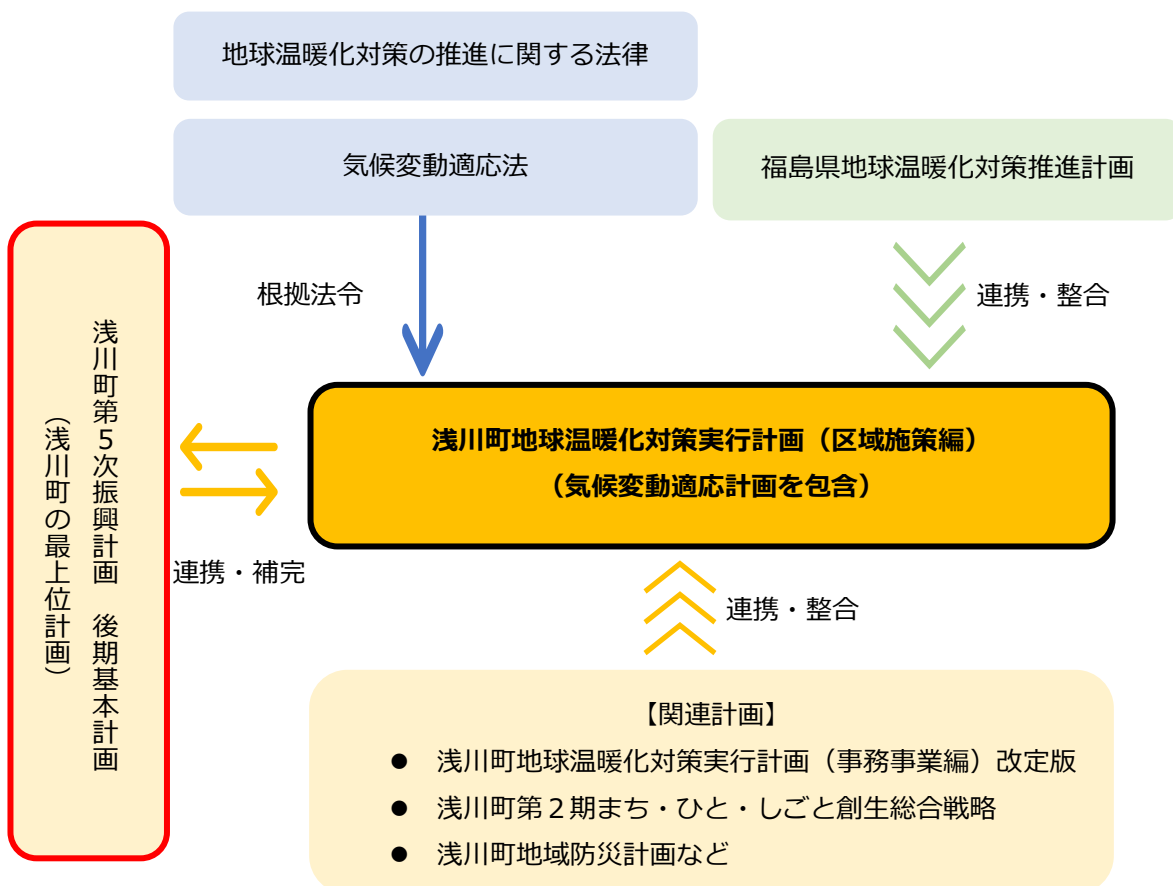 地球温暖化対策の推進に関する法律
気候変動適応法
福島県地球温暖化対策推進計画
根拠法令
連携・整合
浅川町第５次振興計画　後期基本計画
（浅川町の最上位計画）
浅川町地球温暖化対策実行計画（区域施策編）
（気候変動適応計画を包含）
連携・補完
連携・整合
【関連計画】
● 浅川町地球温暖化対策実行計画（事務事業編）改定版
● 浅川町第２期まち・ひと・しごと創生総合戦略
● 浅川町地域防災計画など